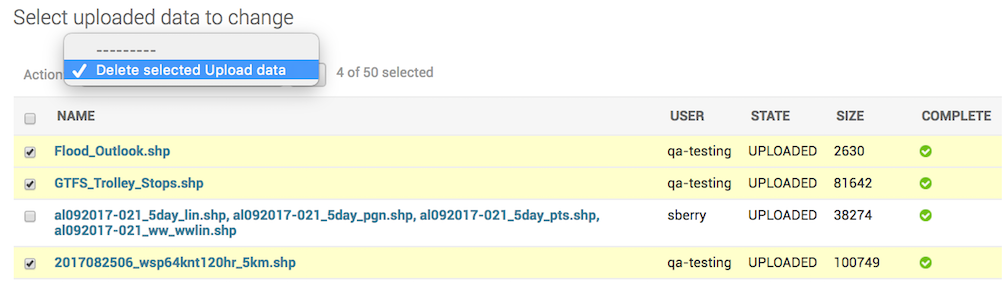 Select uploaded data to change
---------
Action
Delete selected Upload data
4 of 50 selected
NAME USER STATE SIZE COMPLETE
Flood_Outlook.shp qa-testing UPLOADED 2630
GTFS_Trolley_Stops.shp qa-testing UPLOADED 81642
al092017-021_5day_lin.shp, al092017-021_5day_pgn.shp, al092017-021_5day_pts.shp, sberry UPLOADED 38274
al092017-021_ww_wwlin.shp
2017082506_wsp64knt120hr_5km.shp qa-testing UPLOADED 100749